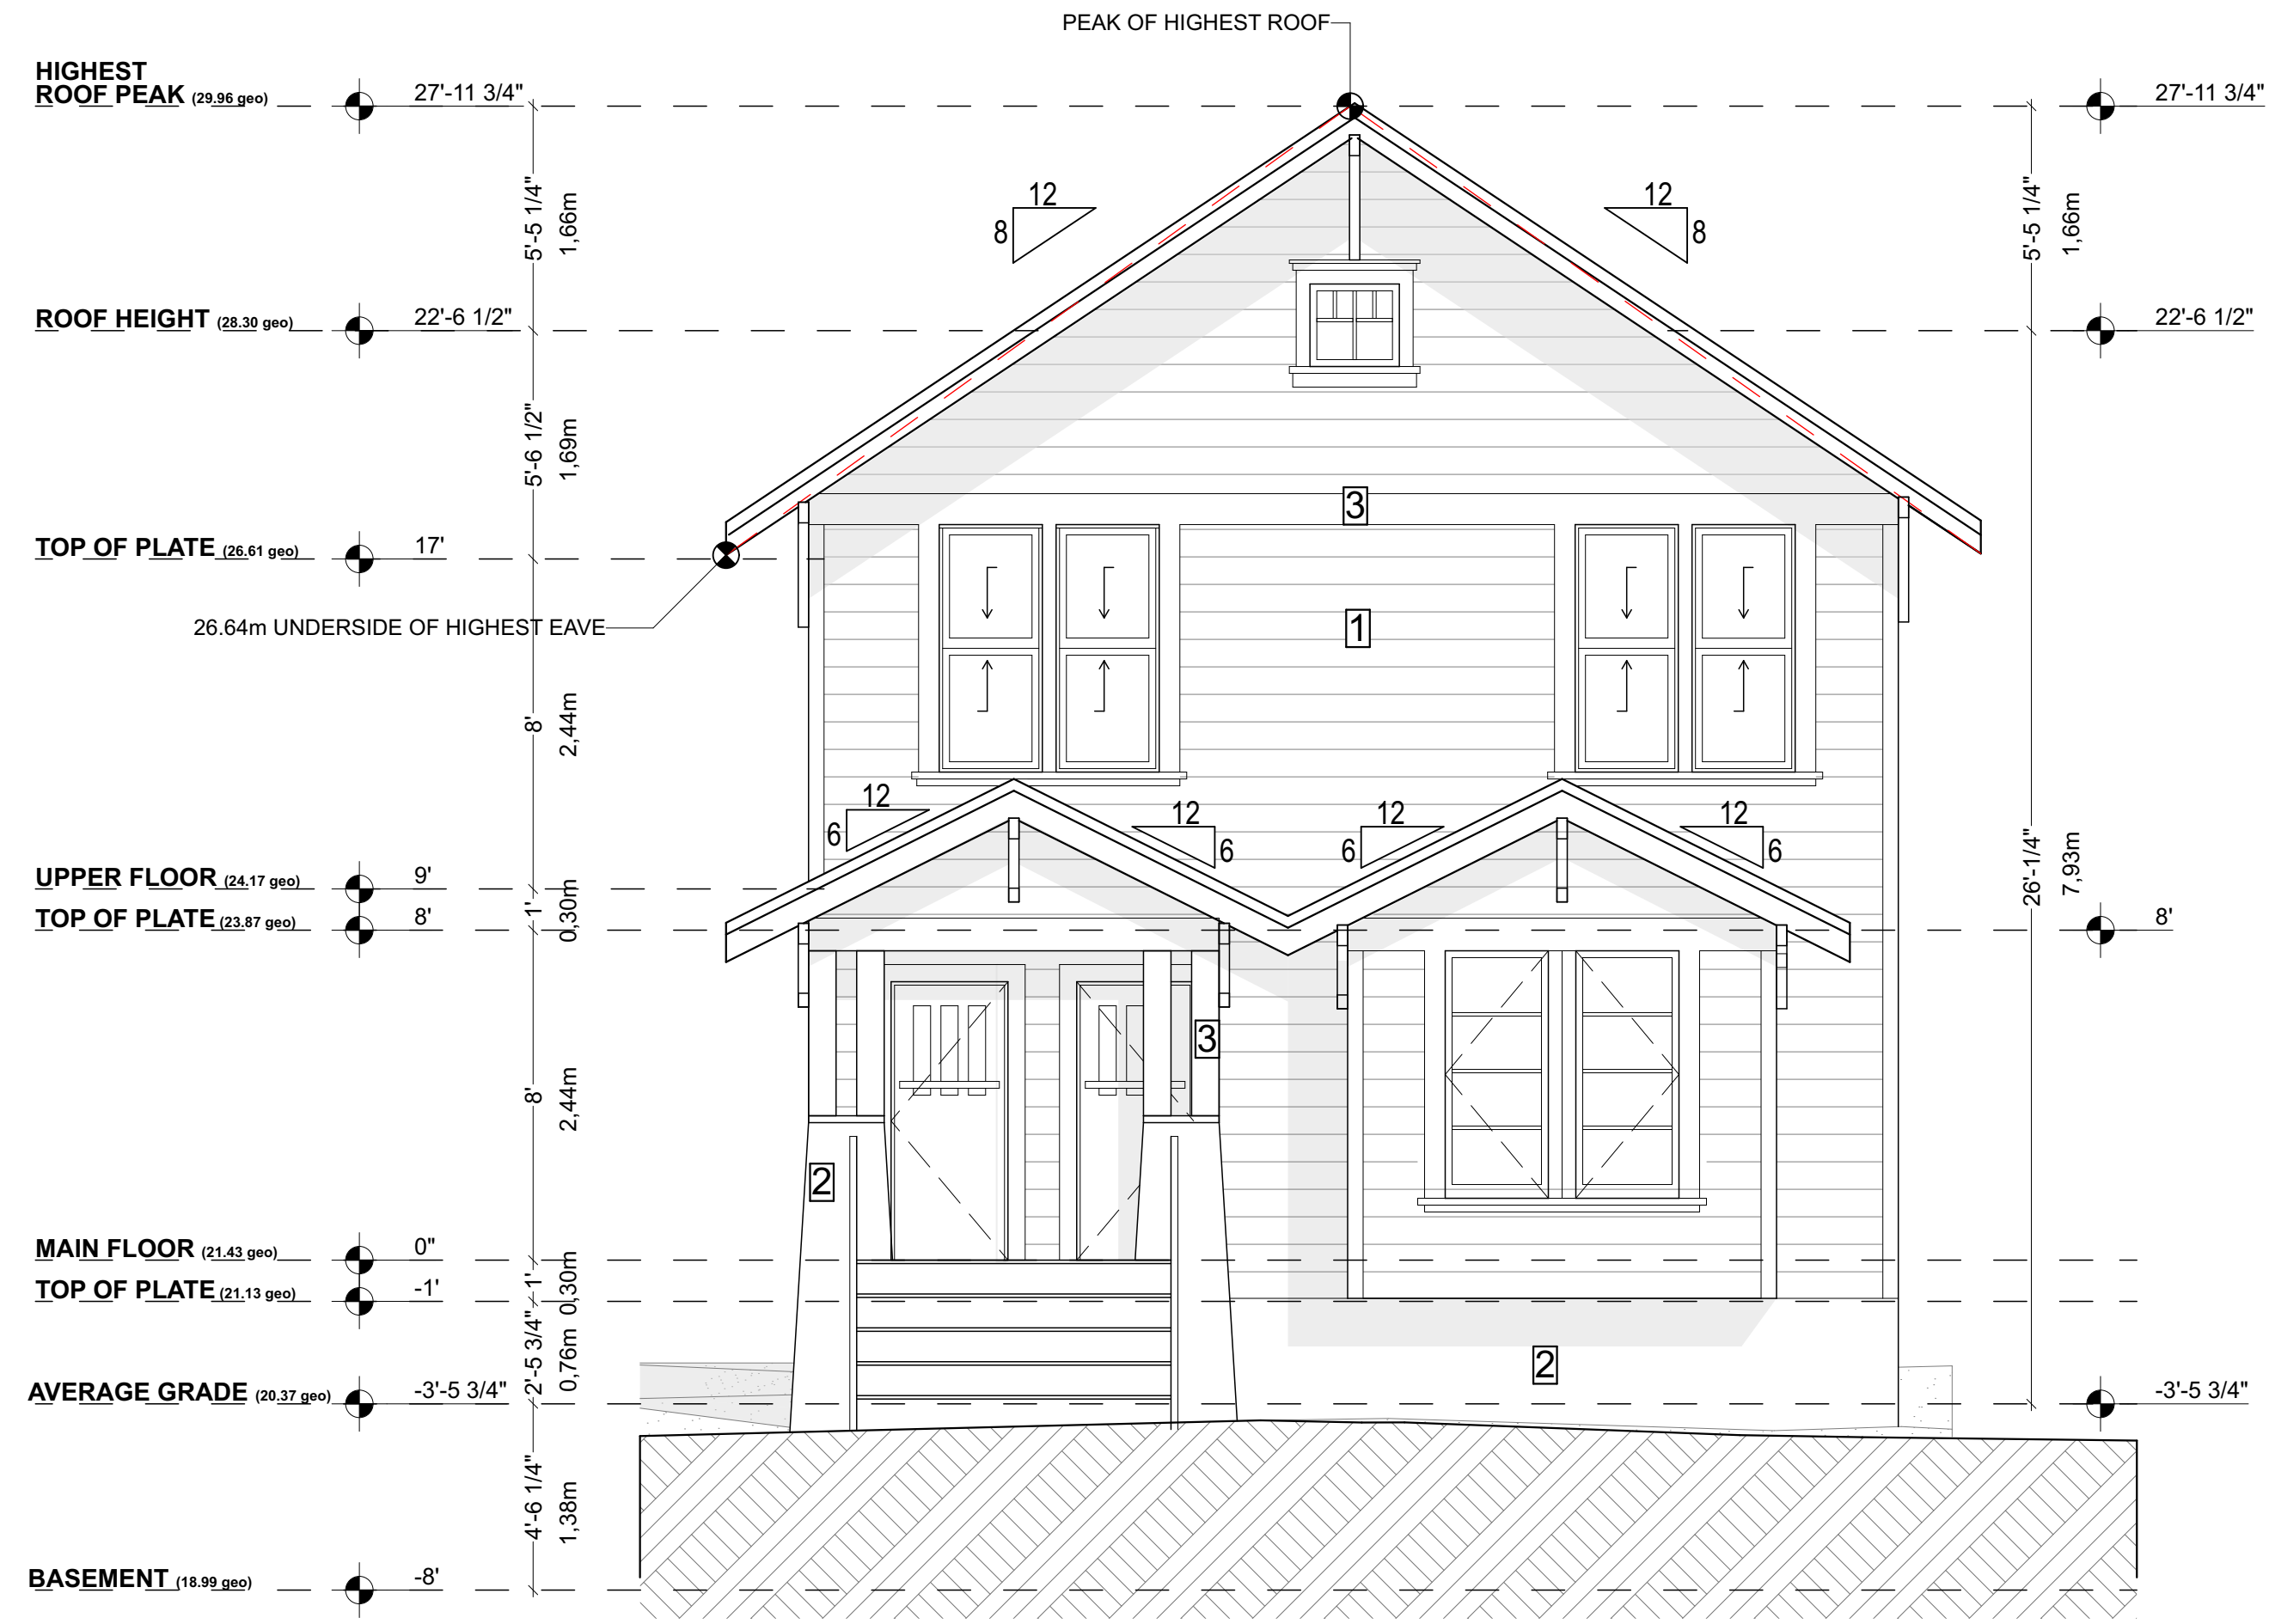 PEAK OF HIGHEST ROOF
HIGHEST
ROOF PEAK (29.96 geo)
27'-11 3/4"
27'-11 3/4"
5'-5 1/4"
1,66m
12
8
12
8
5'-5 1/4"
1,66m
ROOF HEIGHT (28.30 geo)
22'-6 1/2"
22'-6 1/2"
5'-6 1/2"
1,69m
3
TOP OF PLATE (26.61 geo)
17'
26.64m UNDERSIDE OF HIGHEST EAVE
1
8'
2,44m
12
6
12
6
12
6
12
6
26'-1/4"
7,93m
UPPER FLOOR (24.17 geo)
9'
1'
0,30m
TOP OF PLATE (23.87 geo)
8'
8'
3
8'
2,44m
2
MAIN FLOOR (21.43 geo)
0"
1'
0,30m
TOP OF PLATE (21.13 geo)
-1'
2'-5 3/4"
0,76m
2
AVERAGE GRADE (20.37 geo)
-3'-5 3/4"
-3'-5 3/4"
4'-6 1/4"
1,38m
BASEMENT (18.99 geo)
-8'